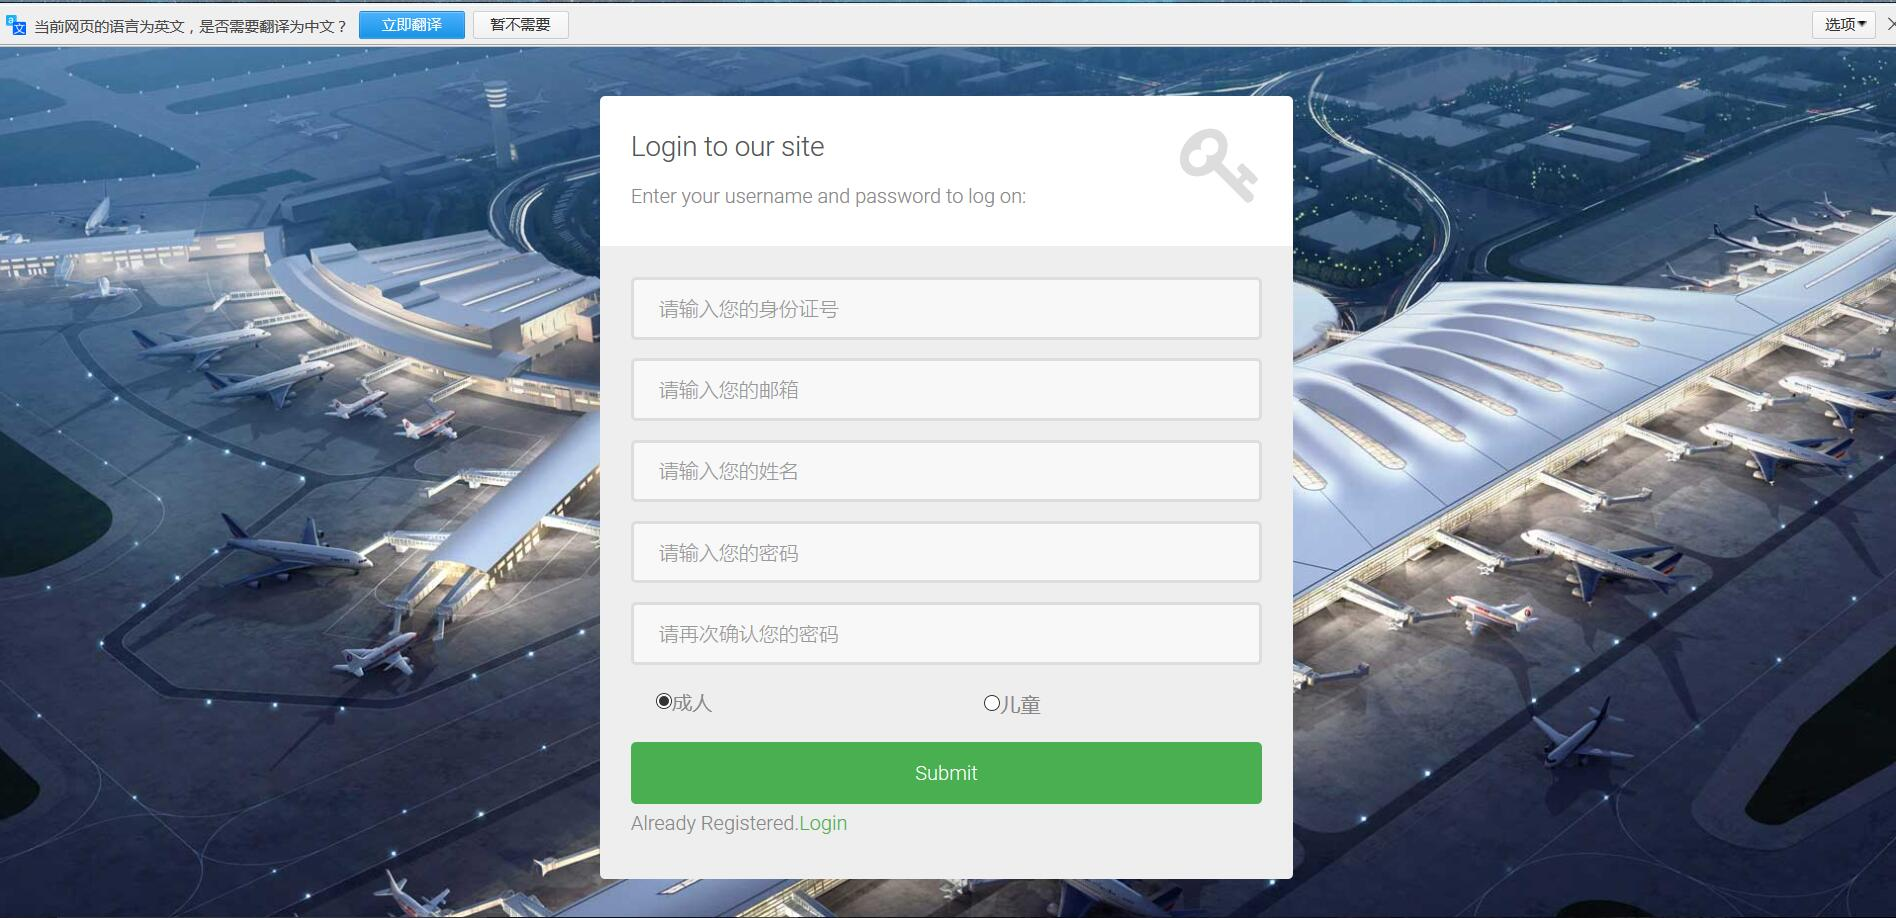 当前网页的语言为英文，是否需要翻译为中文？ 立即翻译 暂不需要 选项
Login to our site
Enter your username and password to log on:
请输入您的身份证号
请输入您的邮箱
请输入您的姓名
请输入您的密码
请再次确认您的密码
成人 儿童
Submit
Already Registered.Login